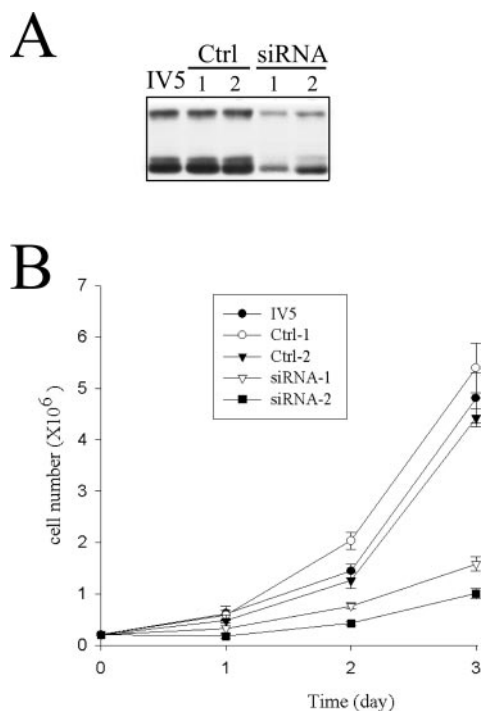 A
Ctrl siRNA
IV5 1 2 1 2
B
7
6
5
4
3
2
1
0
cell number (X10⁶)
IV5
Ctrl-1
Ctrl-2
siRNA-1
siRNA-2
0 1 2 3
Time (day)